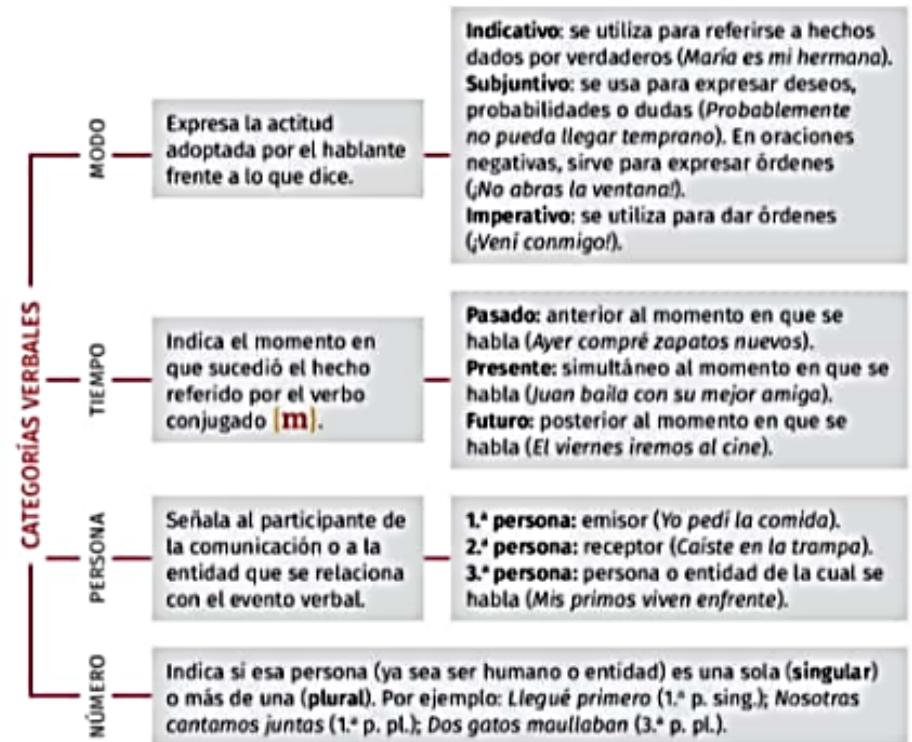 CATEGORÍAS VERBALES
MODO
Expresa la actitud
adoptada por el hablante
frente a lo que dice.
Indicativo: se utiliza para referirse a hechos
dados por verdaderos (María es mi hermana).
Subjuntivo: se usa para expresar deseos,
probabilidades o dudas (Probablemente
no pueda llegar temprano). En oraciones
negativas, sirve para expresar órdenes
(¡No abras la ventana!).
Imperativo: se utiliza para dar órdenes
(¡Vení conmigo!).
TIEMPO
Indica el momento en
que sucedió el hecho
referido por el verbo
conjugado [m].
Pasado: anterior al momento en que se
habla (Ayer compré zapatos nuevos).
Presente: simultáneo al momento en que se
habla (Juan baila con su mejor amiga).
Futuro: posterior al momento en que se
habla (El viernes iremos al cine).
PERSONA
Señala al participante de
la comunicación o a la
entidad que se relaciona
con el evento verbal.
1.ª persona: emisor (Yo pedí la comida).
2.ª persona: receptor (Caíste en la trampa).
3.ª persona: persona o entidad de la cual se
habla (Mis primos viven enfrente).
NÚMERO
Indica si esa persona (ya sea ser humano o entidad) es una sola (singular)
o más de una (plural). Por ejemplo: Llegué primero (1.ª p. sing.); Nosotras
cantamos juntas (1.ª p. pl.); Dos gatos maullaban (3.ª p. pl.).